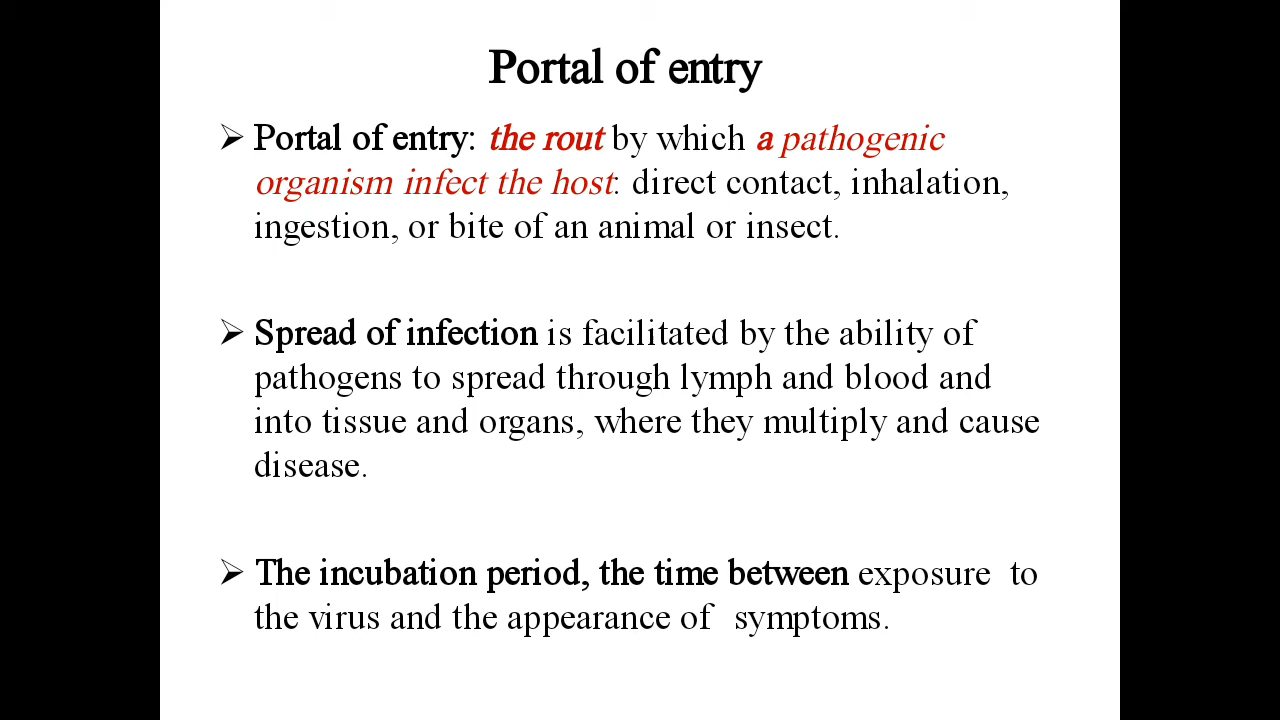 Portal of entry
➢ Portal of entry: the rout by which a pathogenic
organism infect the host: direct contact, inhalation,
ingestion, or bite of an animal or insect.
➢ Spread of infection is facilitated by the ability of
pathogens to spread through lymph and blood and
into tissue and organs, where they multiply and cause
disease.
➢ The incubation period, the time between exposure to
the virus and the appearance of symptoms.